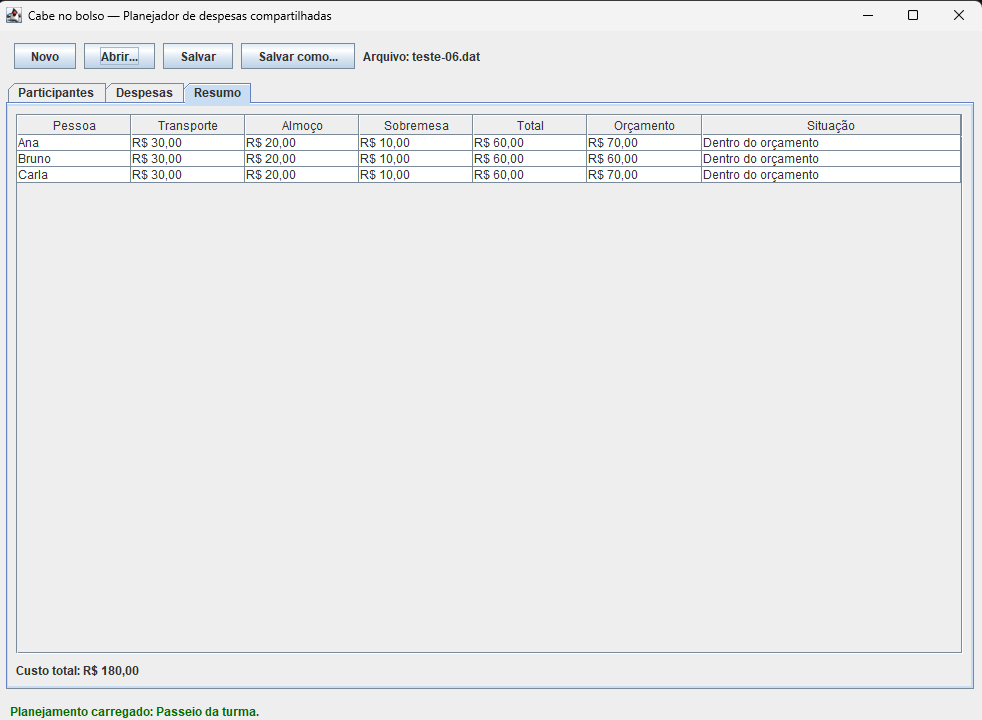 Cabe no bolso — Planejador de despesas compartilhadas
Novo Abrir... Salvar Salvar como... Arquivo: teste-06.dat
Participantes Despesas Resumo
Pessoa Transporte Almoço Sobremesa Total Orçamento Situação
Ana R$ 30,00 R$ 20,00 R$ 10,00 R$ 60,00 R$ 70,00 Dentro do orçamento
Bruno R$ 30,00 R$ 20,00 R$ 10,00 R$ 60,00 R$ 60,00 Dentro do orçamento
Carla R$ 30,00 R$ 20,00 R$ 10,00 R$ 60,00 R$ 70,00 Dentro do orçamento
Custo total: R$ 180,00
Planejamento carregado: Passeio da turma.